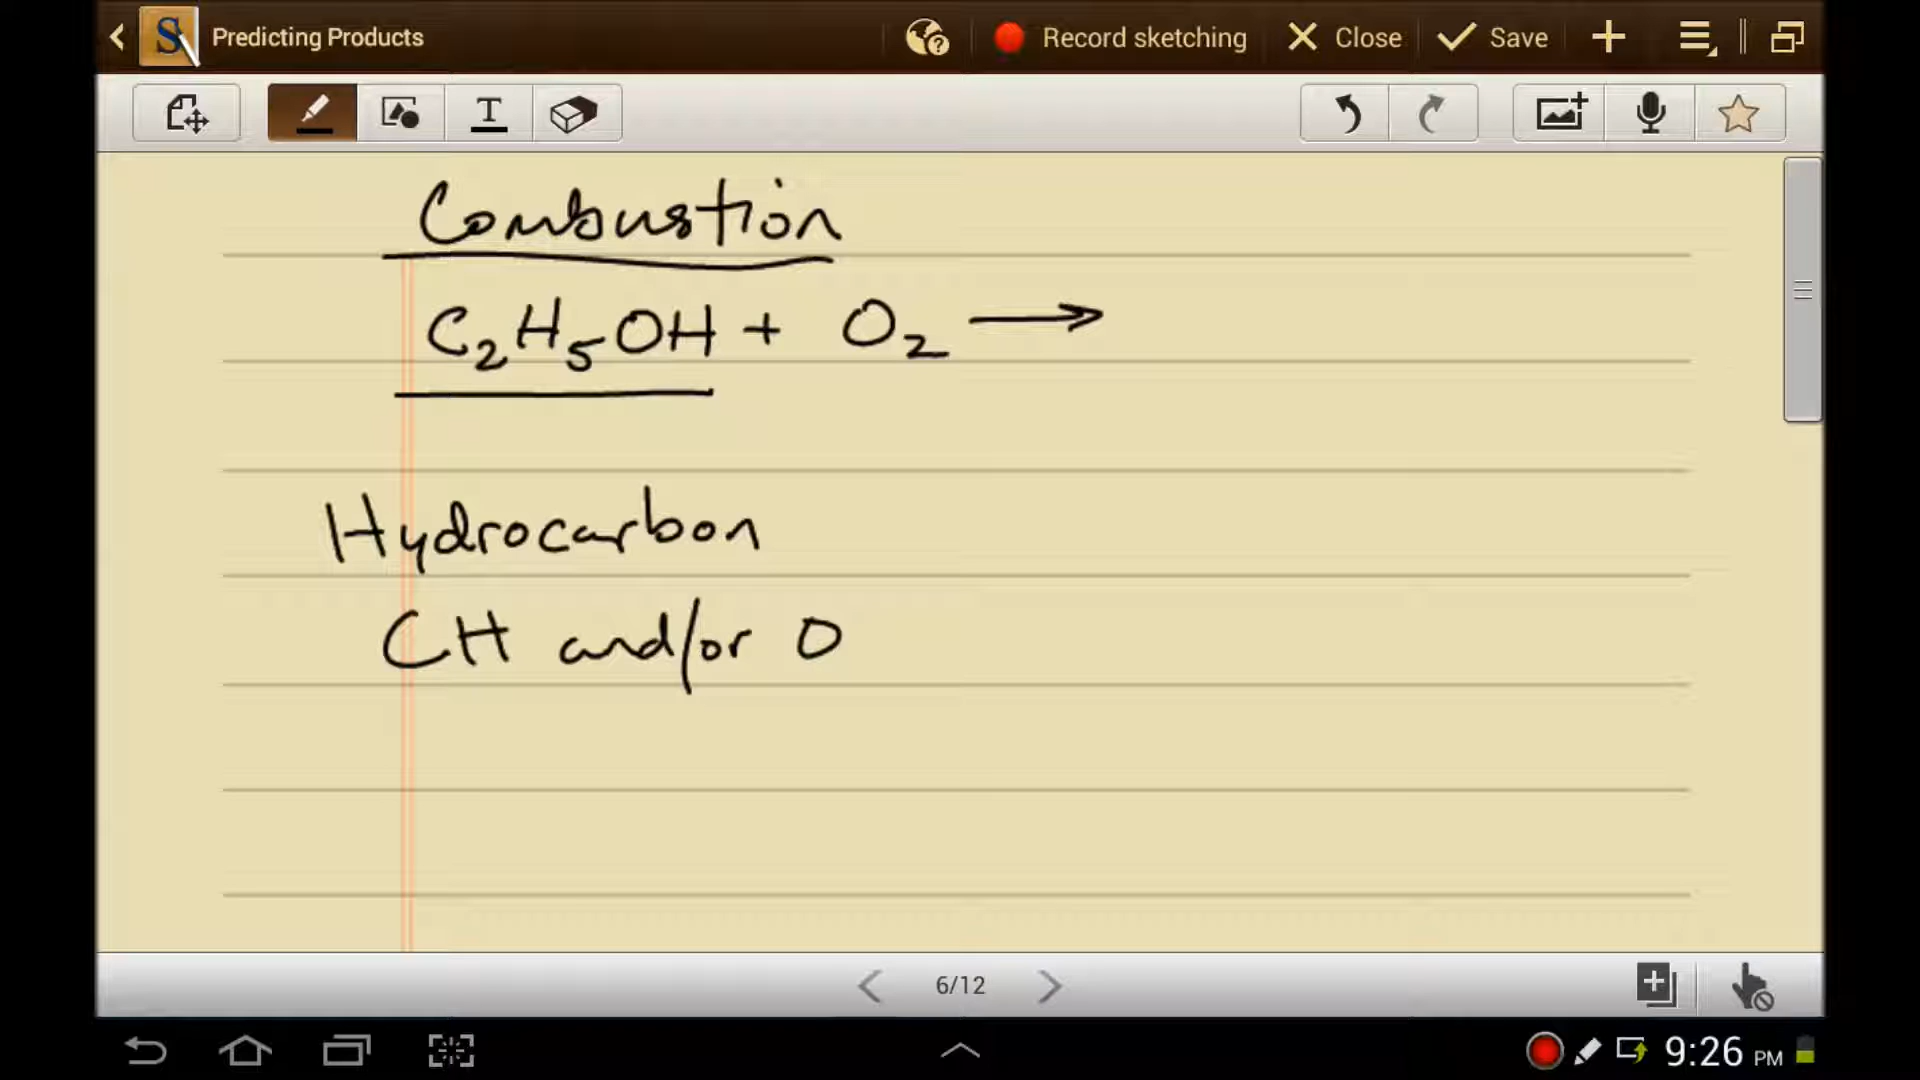 Predicting Products
Record sketching
Close
Save
T
Combustion
C₂H₅OH + O₂ →
Hydrocarbon
CH and/or O
6/12
9:26 PM